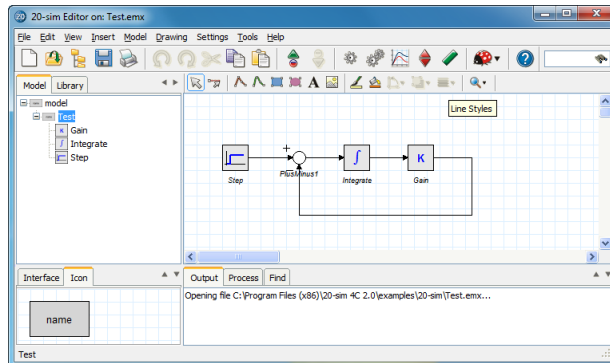 20-sim Editor on: Test.emx
File Edit View Insert Model Drawing Settings Tools Help
Model Library
model
Test
K Gain
∫ Integrate
Step
Line Styles
+
∫ K
Step PlusMinus1 Integrate Gain
Interface Icon
Output Process Find
name
Opening file C:\Program Files (x86)\20-sim 4C 2.0\examples\20-sim\Test.emx...
Test